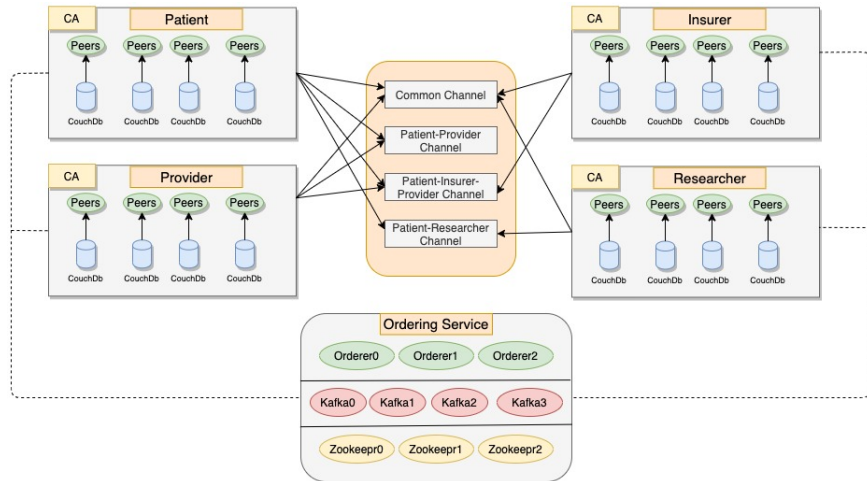 CA
Patient
Peers Peers Peers Peers
CouchDb CouchDb CouchDb CouchDb
CA
Provider
Peers Peers Peers Peers
CouchDb CouchDb CouchDb CouchDb
Common Channel
Patient-Provider
Channel
Patient-Insurer-
Provider Channel
Patient-Researcher
Channel
CA
Insurer
Peers Peers Peers Peers
CouchDb CouchDb CouchDb CouchDb
CA
Researcher
Peers Peers Peers Peers
CouchDb CouchDb CouchDb CouchDb
Ordering Service
Orderer0 Orderer1 Orderer2
Kafka0 Kafka1 Kafka2 Kafka3
Zookeepr0 Zookeepr1 Zookeepr2